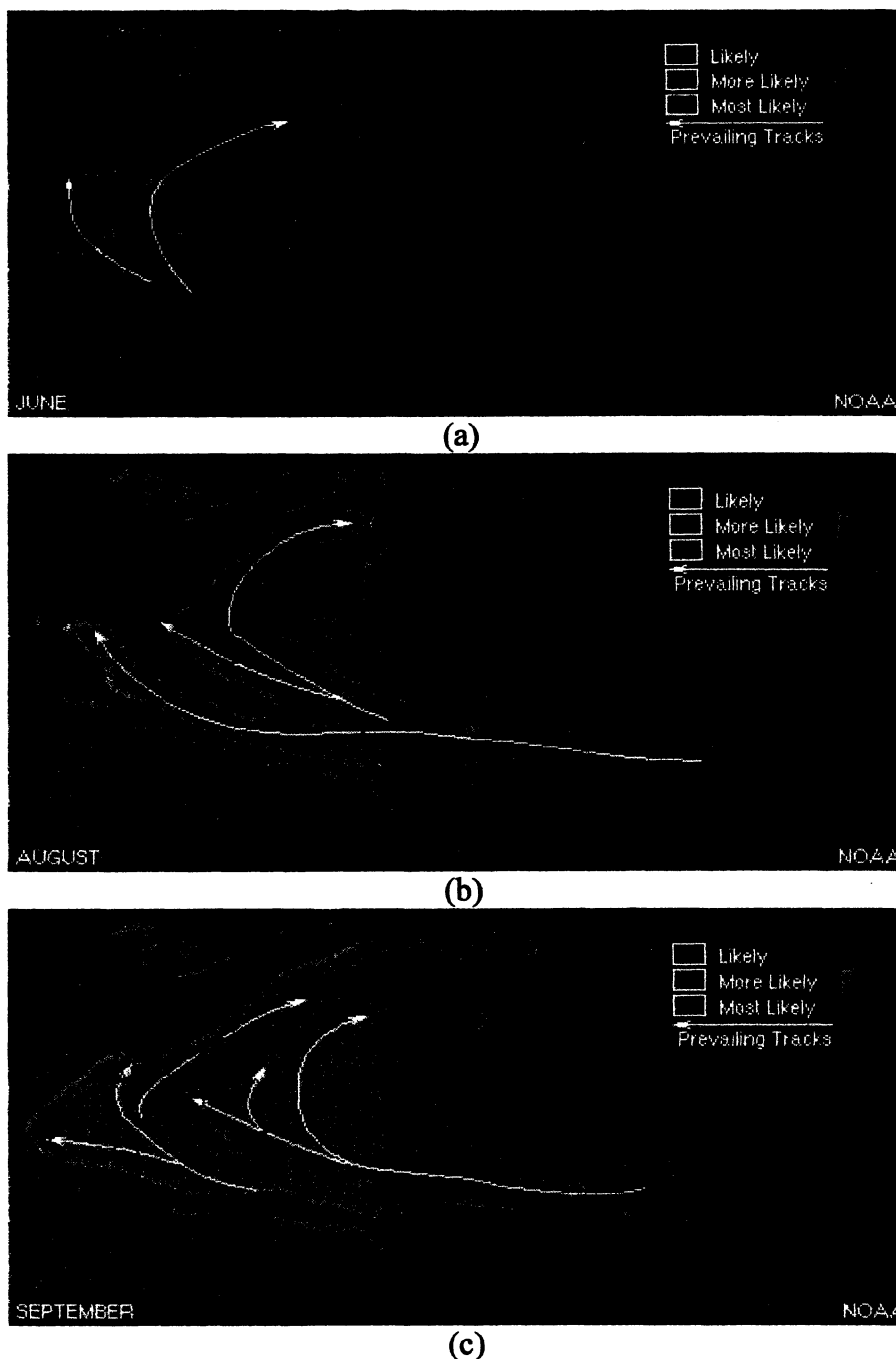 Likely
More Likely
Most Likely
Prevailing Tracks
JUNE
NOAA
(a)
Likely
More Likely
Most Likely
Prevailing Tracks
AUGUST
NOAA
(b)
Likely
More Likely
Most Likely
Prevailing Tracks
SEPTEMBER
NOAA
(c)